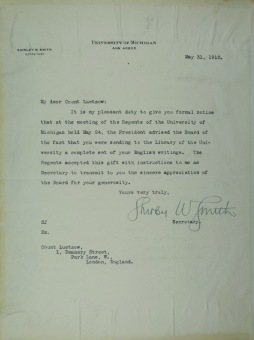 UNIVERSITY OF MICHIGAN
ANN ARBOR
SHIRLEY W. SMITH
SECRETARY
May 31, 1912.
My dear Count Lutzow:
It is my pleasant duty to give you formal notice
that at the meeting of the Regents of the University of
Michigan held May 24, the President advised the Board of
the fact that you were sending to the Library of the Uni-
versity a complete set of your English writings. The
Regents accepted this gift with instructions to me as
Secretary to transmit to you the sincere appreciation of
the Board for your generosity.
Yours very truly,
Shirley W. Smith
Secretary.
Count Lutzow,
Park Lane, W.,
London, England.